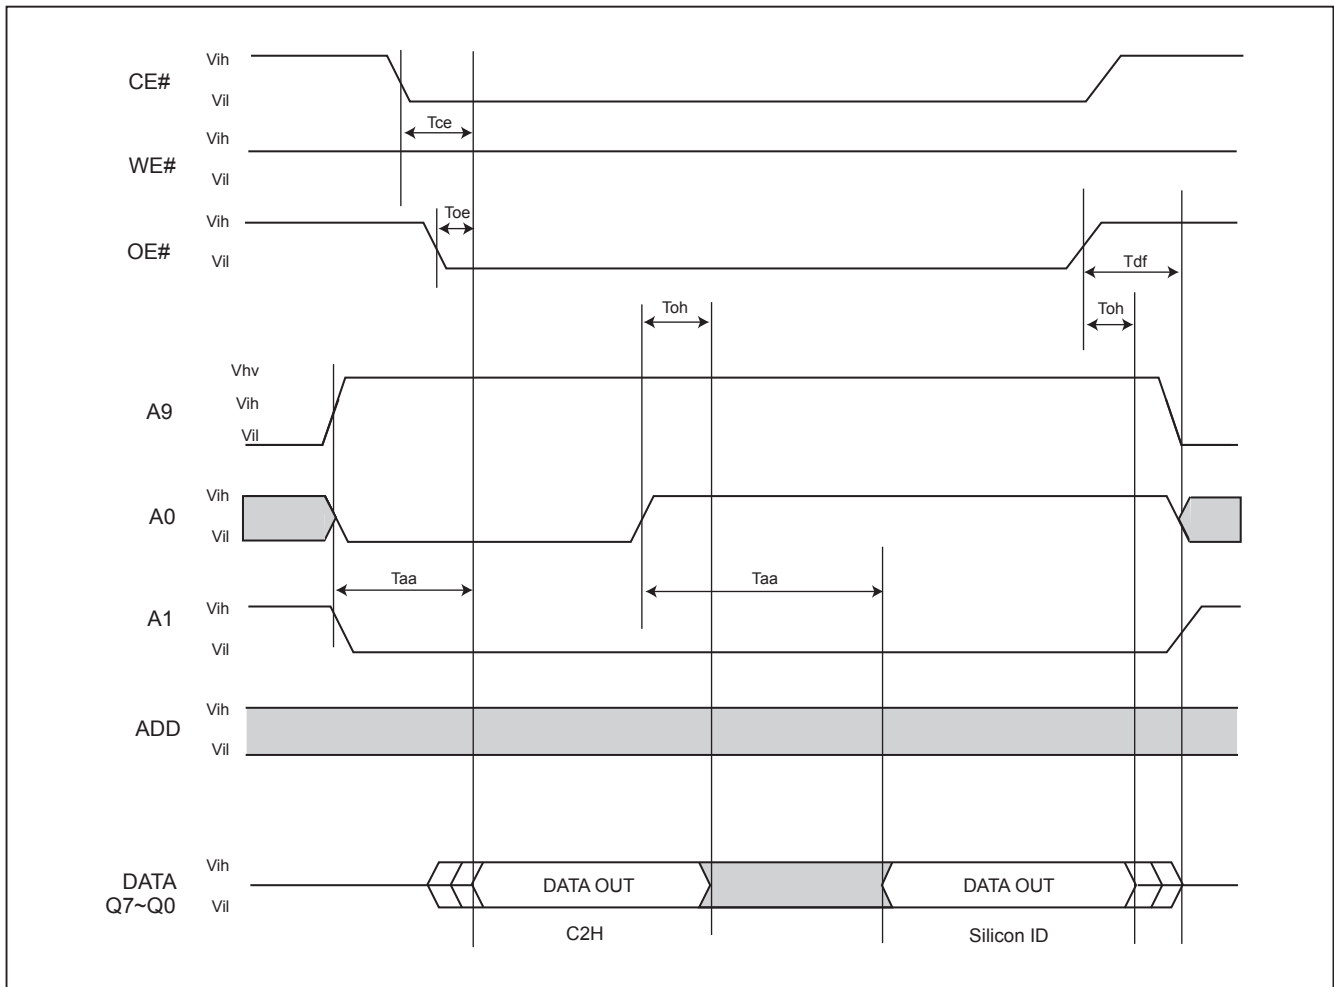 CE#
Vih
Vil
Tce
WE#
Vih
Vil
Toe
OE#
Vih
Vil
Tdf
Toh
Toh
A9
Vhv
Vih
Vil
A0
Vih
Vil
Taa
Taa
A1
Vih
Vil
ADD
Vih
Vil
DATA
Q7~Q0
Vih
Vil
DATA OUT
DATA OUT
C2H
Silicon ID